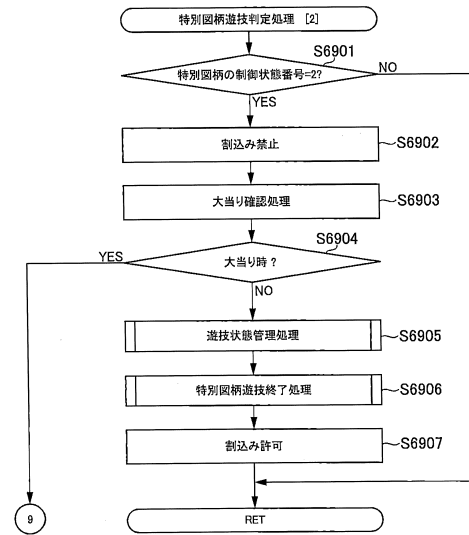 特別図柄遊技判定処理 [2]
S6901
特別図柄の制御状態番号=2?
NO
YES
割込み禁止
S6902
大当り確認処理
S6903
S6904
大当り時?
YES
NO
遊技状態管理処理
S6905
特別図柄遊技終了処理
S6906
割込み許可
S6907
9
RET